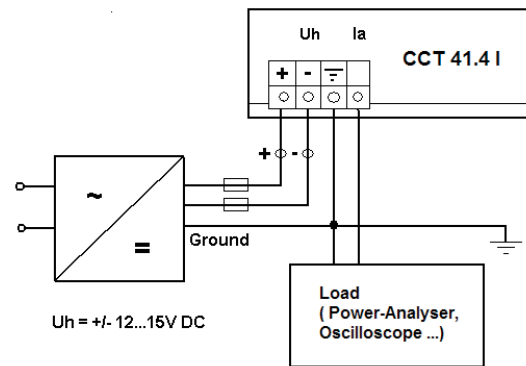 Uh Ia
CCT 41.4 I
+ -
+ -
~
=
Ground
Load
( Power-Analyser,
Oscilloscope ...)
Uh = +/- 12...15V DC